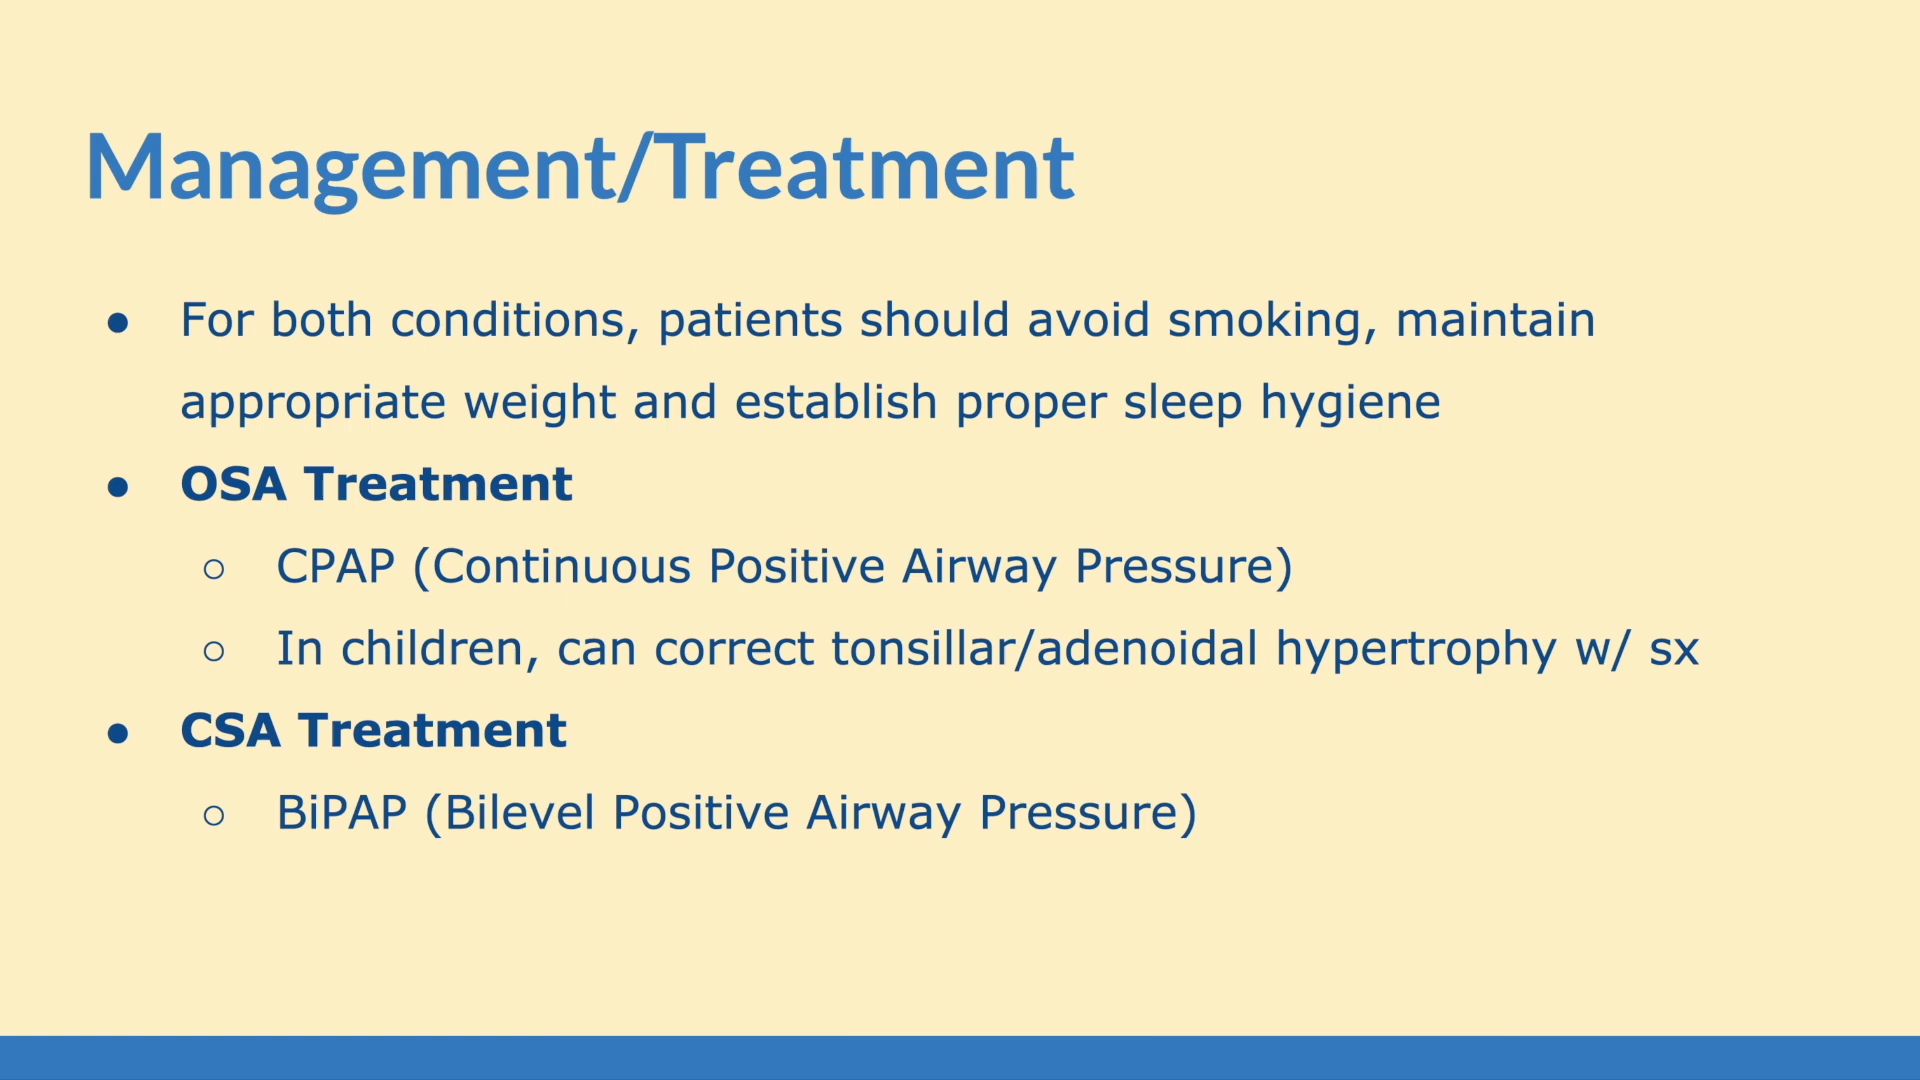 Management/Treatment
● For both conditions, patients should avoid smoking, maintain
appropriate weight and establish proper sleep hygiene
● OSA Treatment
○ CPAP (Continuous Positive Airway Pressure)
○ In children, can correct tonsillar/adenoidal hypertrophy w/ sx
● CSA Treatment
○ BiPAP (Bilevel Positive Airway Pressure)